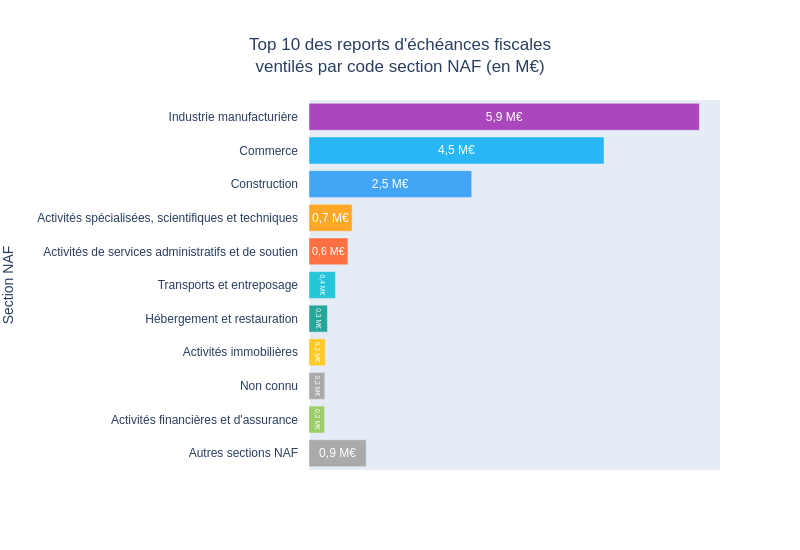 Top 10 des reports d'échéances fiscales
ventilés par code section NAF (en M€)
Section NAF
Industrie manufacturière 5,9 M€
Commerce 4,5 M€
Construction 2,5 M€
Activités spécialisées, scientifiques et techniques 0,7 M€
Activités de services administratifs et de soutien 0,6 M€
Transports et entreposage 0,4 M€
Hébergement et restauration 0,3 M€
Activités immobilières 0,2 M€
Non connu 0,2 M€
Activités financières et d'assurance 0,2 M€
Autres sections NAF 0,9 M€